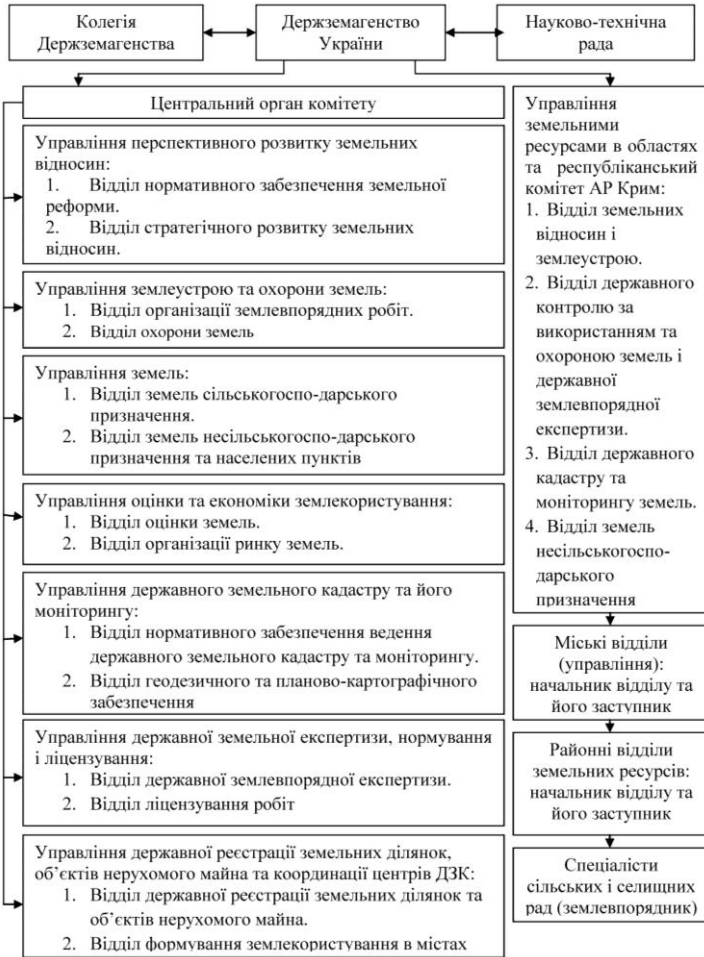 Колегія
Держземагенства
Держземагенство
України
Науково-технічна
рада
Центральний орган комітету
Управління перспективного розвитку земельних
відносин:
1. Відділ нормативного забезпечення земельної
реформи.
2. Відділ стратегічного розвитку земельних
відносин.
Управління землеустрою та охорони земель:
1. Відділ організації землевпорядних робіт.
2. Відділ охорони земель
Управління земель:
1. Відділ земель сільськогоспо-дарського
призначення.
2. Відділ земель несільськогоспо-дарського
призначення та населених пунктів
Управління оцінки та економіки землекористування:
1. Відділ оцінки земель.
2. Відділ організації ринку земель.
Управління державного земельного кадастру та його
моніторингу:
1. Відділ нормативного забезпечення ведення
державного земельного кадастру та моніторингу.
2. Відділ геодезичного та планово-картографічного
забезпечення
Управління державної земельної експертизи, нормування
і ліцензування:
1. Відділ державної землевпорядної експертизи.
2. Відділ ліцензування робіт
Управління державної реєстрації земельних ділянок,
об’єктів нерухомого майна та координації центрів ДЗК:
1. Відділ державної реєстрації земельних ділянок та
об’єктів нерухомого майна.
2. Відділ формування землекористування в містах
Управління
земельними
ресурсами в областях
та республіканський
комітет АР Крим:
1. Відділ земельних
відносин і
землеустрою.
2. Відділ державного
контролю за
використанням та
охороною земель і
державної
землевпорядної
експертизи.
3. Відділ державного
кадастру та
моніторингу земель.
4. Відділ земель
несільськогоспо-
дарського
призначення
Міські відділи
(управління):
начальник відділу та
його заступник
Районні відділи
земельних ресурсів:
начальник відділу та
його заступник
Спеціалісти
сільських і селищних
рад (землевпорядник)